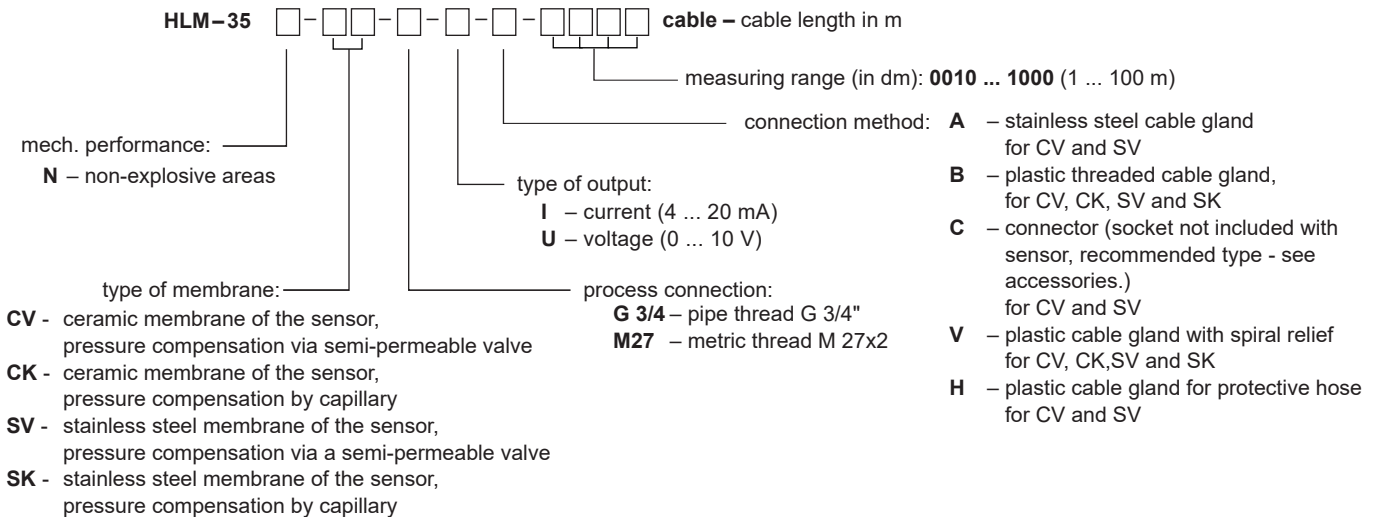 HLM–35 □–□□–□–□–□–□□□□ cable – cable length in m
measuring range (in dm): 0010 ... 1000 (1 ... 100 m)
mech. performance:
N – non-explosive areas
type of membrane:
CV - ceramic membrane of the sensor,
pressure compensation via semi-permeable valve
CK - ceramic membrane of the sensor,
pressure compensation by capillary
SV - stainless steel membrane of the sensor,
pressure compensation via a semi-permeable valve
SK - stainless steel membrane of the sensor,
pressure compensation by capillary
type of output:
I – current (4 ... 20 mA)
U – voltage (0 ... 10 V)
process connection:
G 3/4 – pipe thread G 3/4"
M27 – metric thread M 27x2
connection method: A – stainless steel cable gland
for CV and SV
B – plastic threaded cable gland,
for CV, CK, SV and SK
C – connector (socket not included with
sensor, recommended type - see
accessories.)
for CV and SV
V – plastic cable gland with spiral relief
for CV, CK,SV and SK
H – plastic cable gland for protective hose
for CV and SV